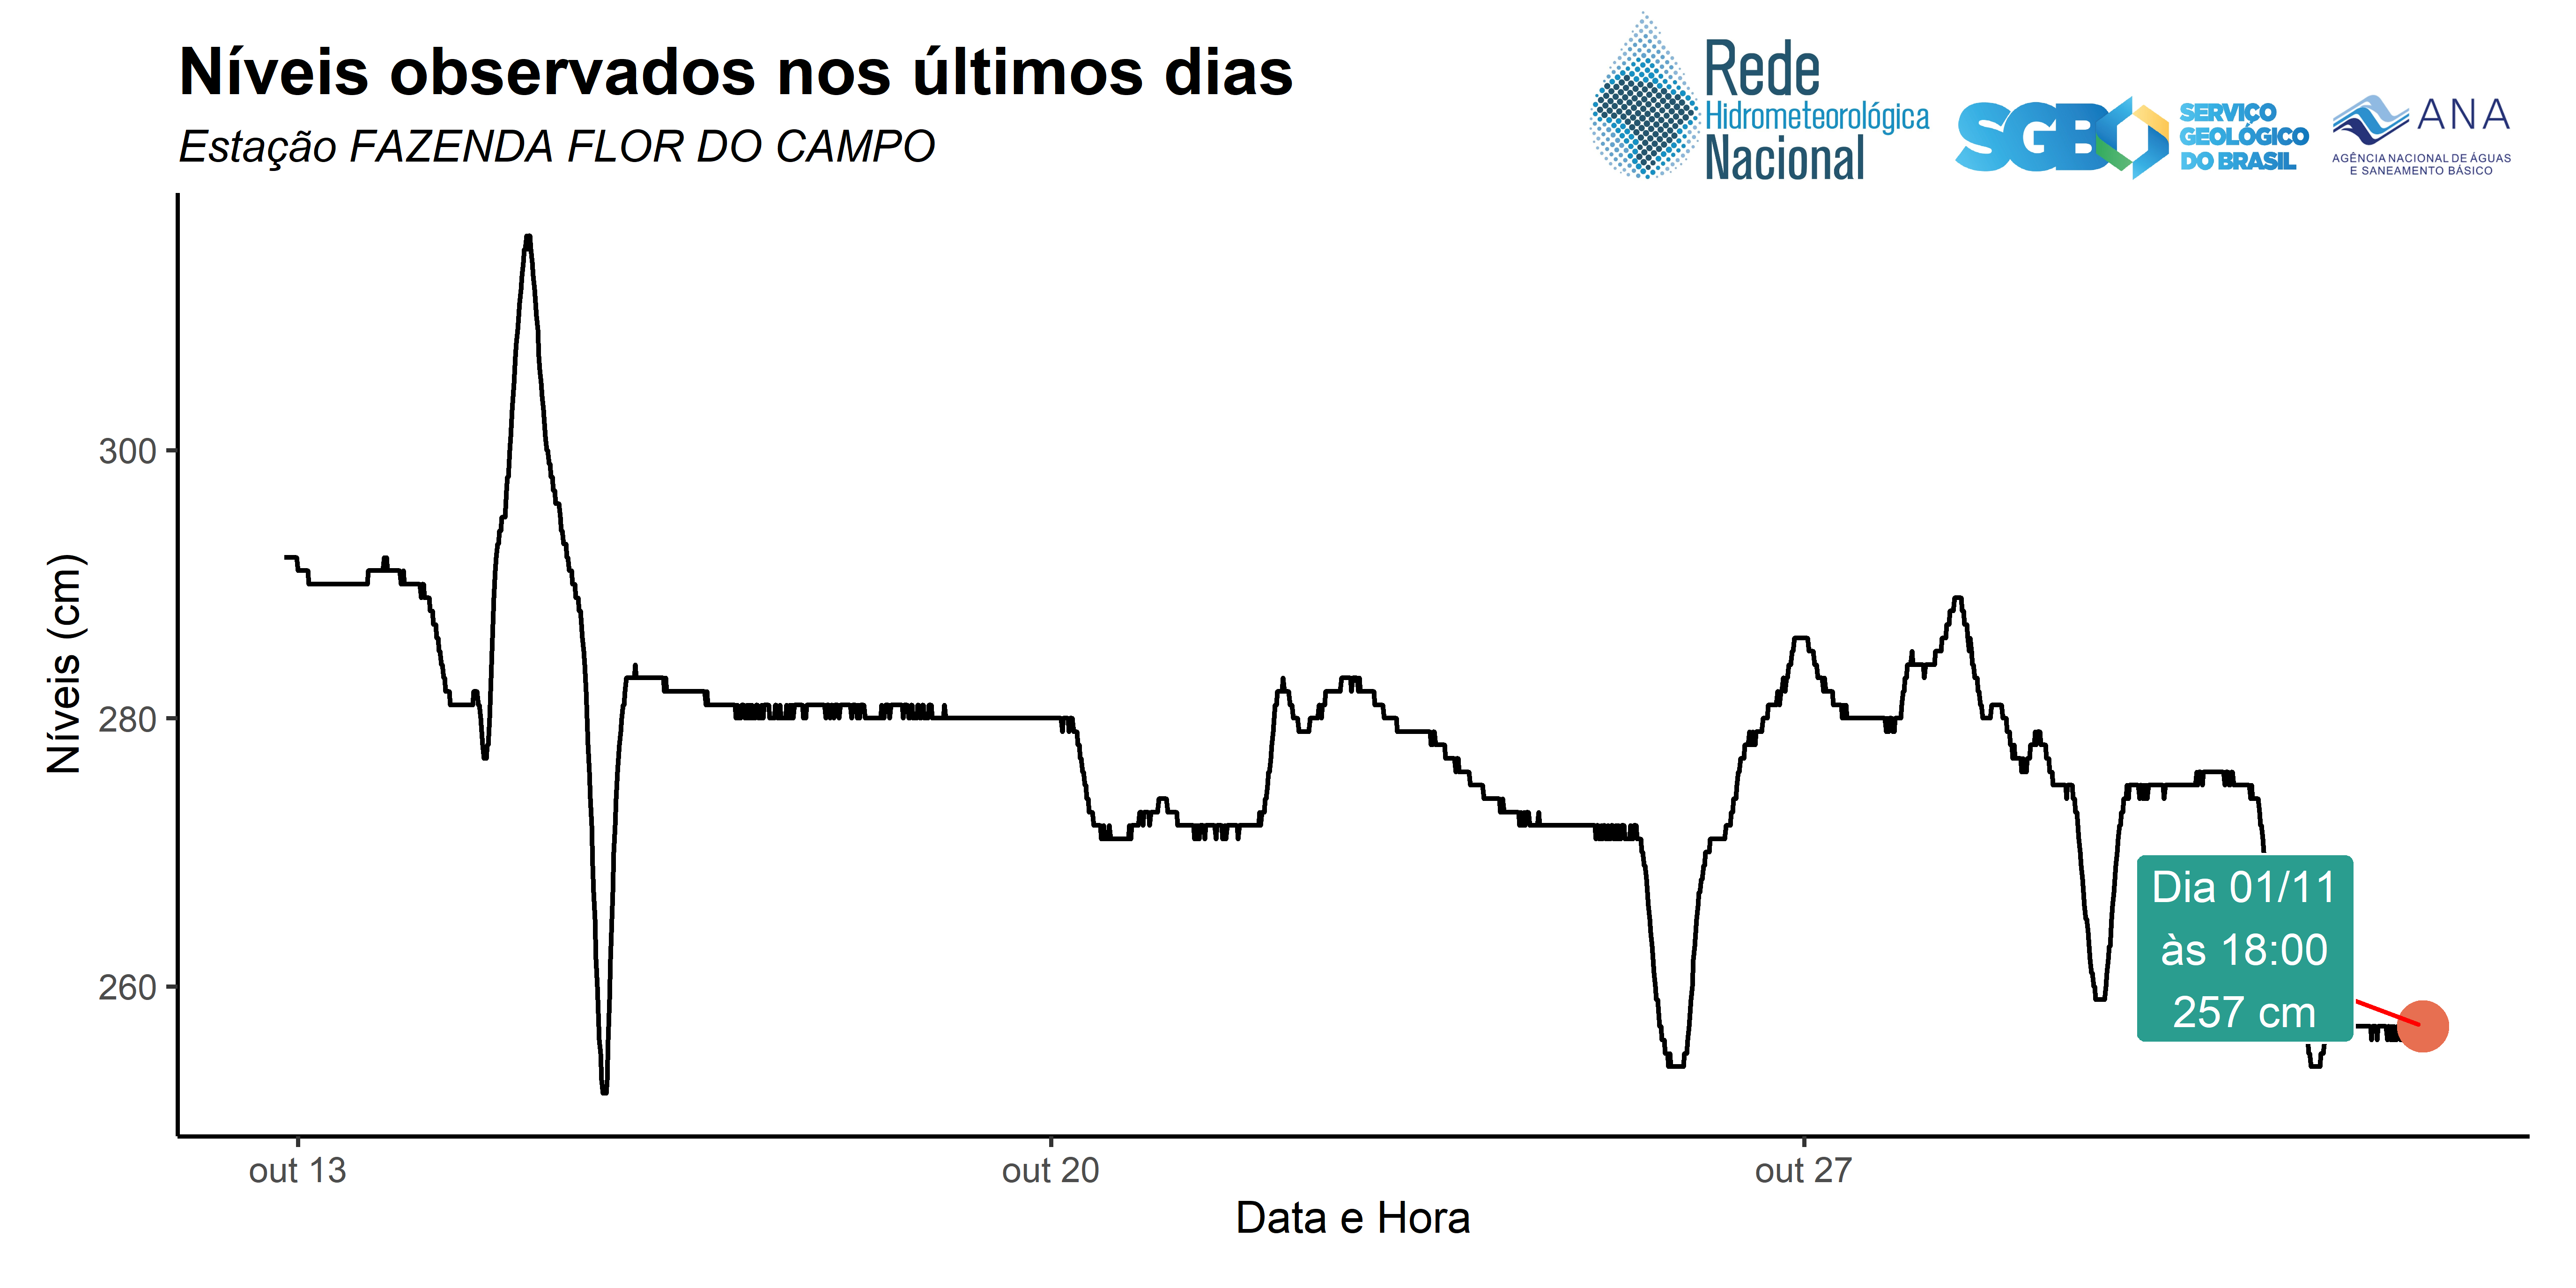 Níveis observados nos últimos dias
Estação FAZENDA FLOR DO CAMPO
Rede
Hidrometeorológica
Nacional
SGB
SERVIÇO
GEOLÓGICO
DO BRASIL
ANA
AGÊNCIA NACIONAL DE ÁGUAS
E SANEAMENTO BÁSICO
Níveis (cm)
300
280
260
Dia 01/11
às 18:00
257 cm
out 13
out 20
out 27
Data e Hora